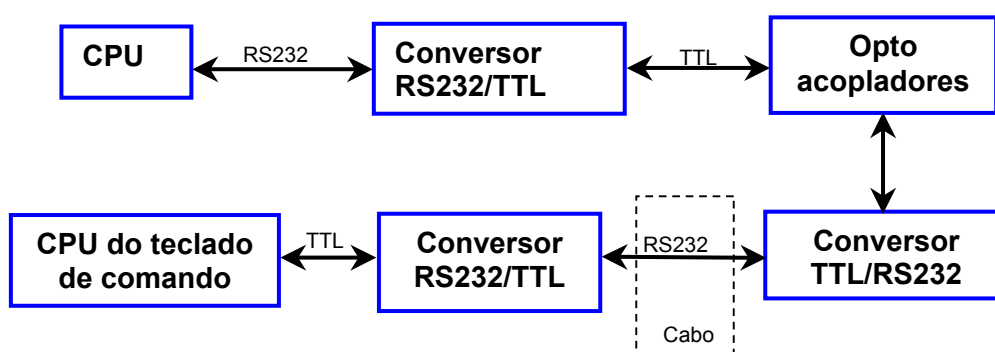 CPU
RS232
Conversor
RS232/TTL
TTL
Opto
acopladores
CPU do teclado
de comando
TTL
Conversor
RS232/TTL
RS232
Conversor
TTL/RS232
Cabo